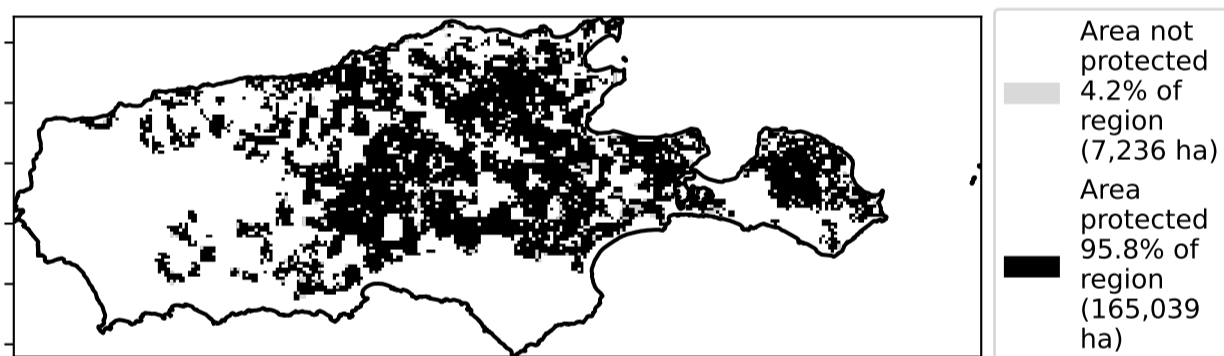 Area not
protected
4.2% of
region
(7,236 ha)
Area
protected
95.8% of
region
(165,039
ha)